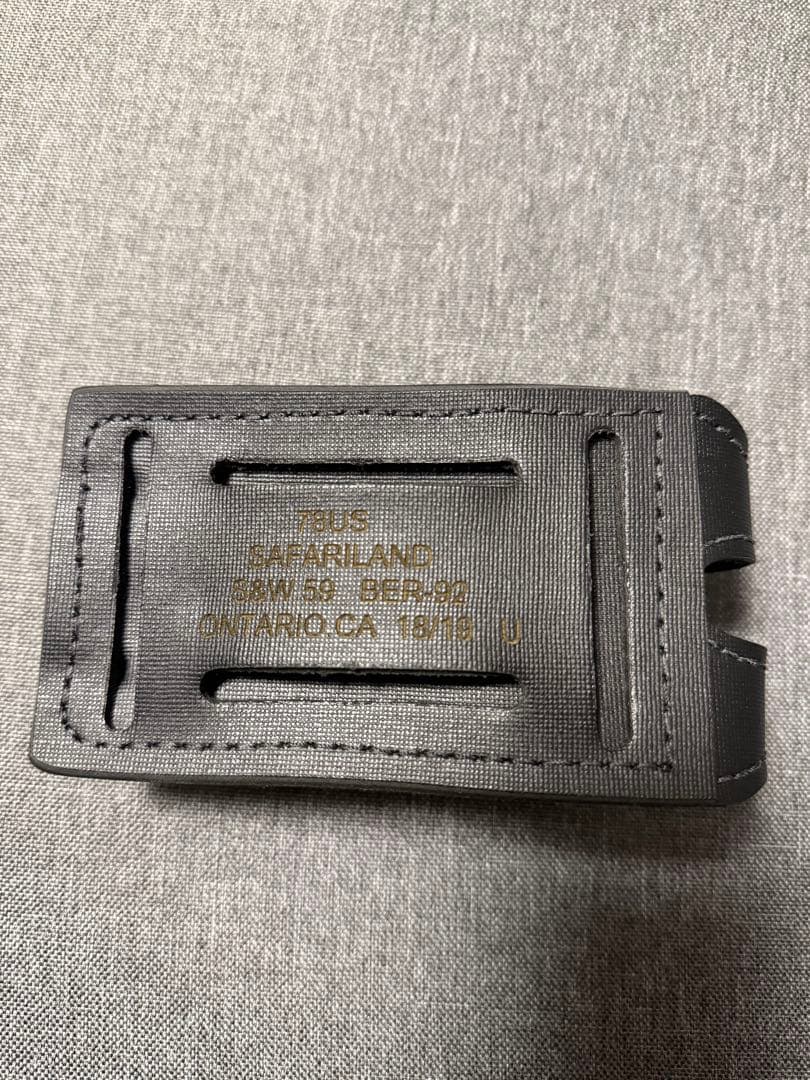 78US
SAFARILAND
S&W 59 BER-92
ONTARIO.CA 18/19 U